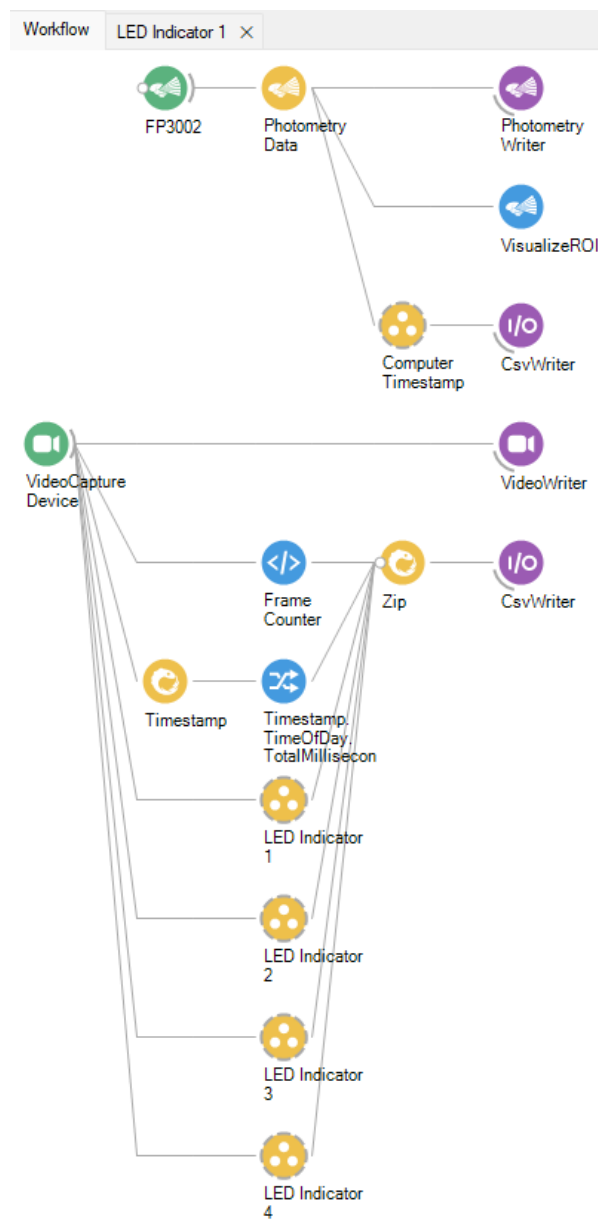 Workflow
LED Indicator 1
FP3002
Photometry
Data
Photometry
Writer
VisualizeROI
Computer
Timestamp
I/O
CsvWriter
VideoCapture
Device
VideoWriter
</>
Frame
Counter
Zip
I/O
CsvWriter
Timestamp
Timestamp.
TimeOfDay.
TotalMillisecon
LED Indicator
1
LED Indicator
2
LED Indicator
3
LED Indicator
4